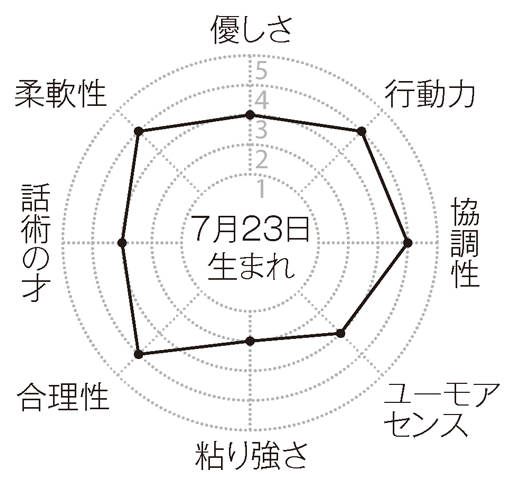 優しさ
行動力
協調性
ユーモア
センス
粘り強さ
合理性
話術の才
柔軟性
5
4
3
2
1
7月23日
生まれ